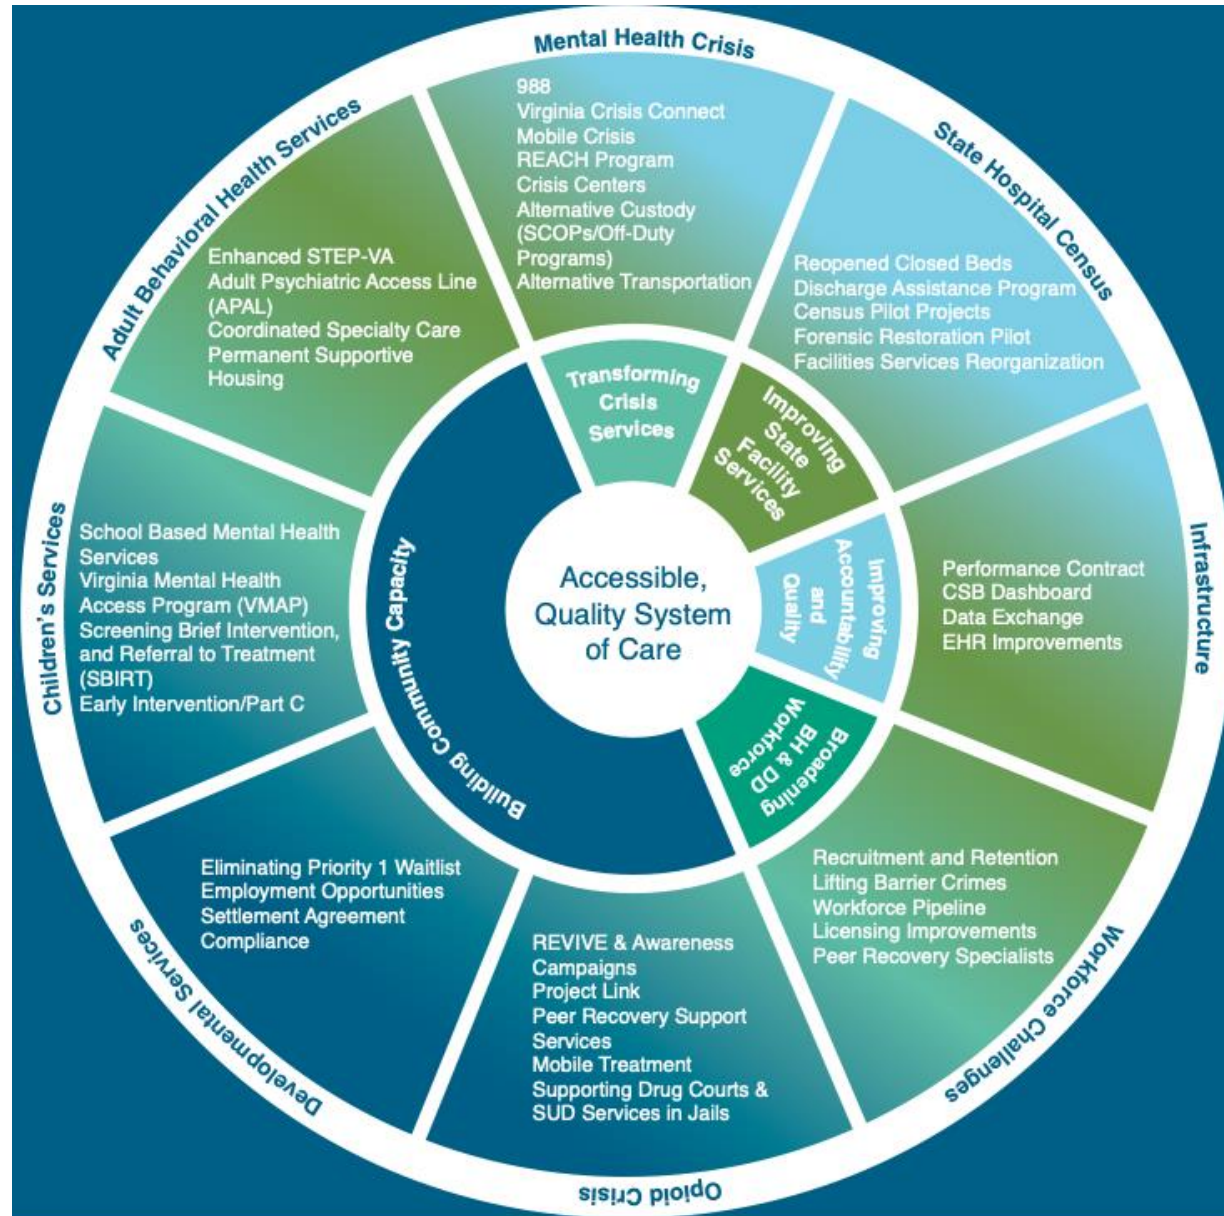 Mental Health Crisis
988
Virginia Crisis Connect
Mobile Crisis
REACH Program
Crisis Centers
Alternative Custody
(SCOPs/Off-Duty
Programs)
Alternative Transportation
State Hospital Census
Reopened Closed Beds
Discharge Assistance Program
Census Pilot Projects
Forensic Restoration Pilot
Facilities Services Reorganization
Infrastructure
Performance Contract
CSB Dashboard
Data Exchange
EHR Improvements
Workforce Challenges
Recruitment and Retention
Lifting Barrier Crimes
Workforce Pipeline
Licensing Improvements
Peer Recovery Specialists
Opioid Crisis
REVIVE & Awareness
Campaigns
Project Link
Peer Recovery Support
Services
Mobile Treatment
Supporting Drug Courts &
SUD Services in Jails
Developmental Services
Eliminating Priority 1 Waitlist
Employment Opportunities
Settlement Agreement
Compliance
Children's Services
School Based Mental Health
Services
Virginia Mental Health
Access Program (VMAP)
Screening Brief Intervention,
and Referral to Treatment
(SBIRT)
Early Intervention/Part C
Adult Behavioral Health Services
Enhanced STEP-VA
Adult Psychiatric Access Line
(APAL)
Coordinated Specialty Care
Permanent Supportive
Housing
Transforming
Crisis
Services
Improving
State
Facility
Services
Improving
Accountability
and
Quality
Broadening
BH & DD
Workforce
Building Community Capacity
Accessible,
Quality System
of Care